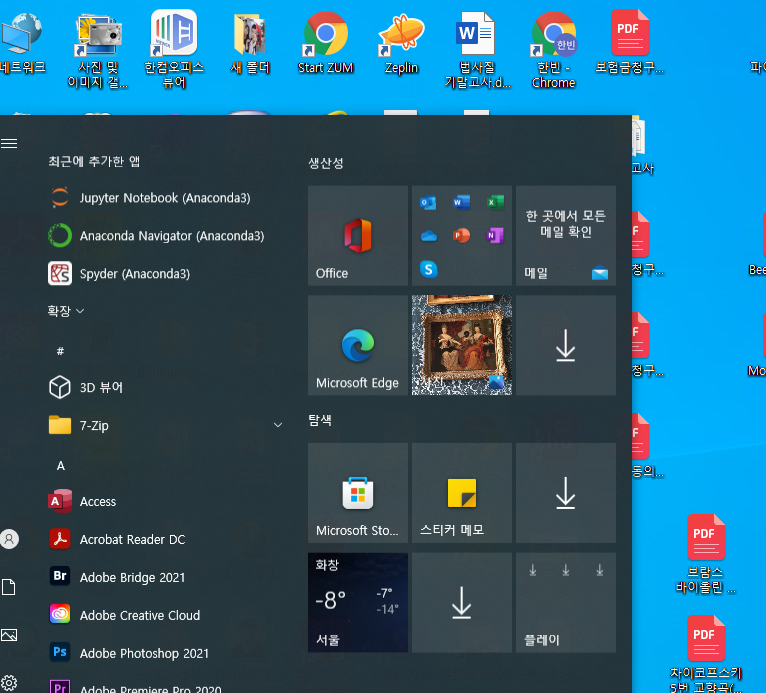 네트워크
사진 및
이미지 갤...
한컴오피스
뷰어
새 폴더
Start ZUM
Zeplin
법사질
기말고사.d...
한빈
한빈 -
Chrome
PDF
보험금청구...
최근에 추가한 앱
Jupyter Notebook (Anaconda3)
Anaconda Navigator (Anaconda3)
Spyder (Anaconda3)
확장
#
3D 뷰어
7-Zip
A
Access
Acrobat Reader DC
Adobe Bridge 2021
Adobe Creative Cloud
Adobe Photoshop 2021
Adobe Premiere Pro 2020
생산성
Office
한 곳에서 모든
메일 확인
메일
Microsoft Edge
사진
탐색
Microsoft Sto...
스티커 메모
화창
-8°
-7°
-14°
서울
플레이
고사
청구...
청구...
동의...
Bee
Mo
PDF
브람스
바이올린 ...
PDF
차이코프스키
5번 교향곡(...